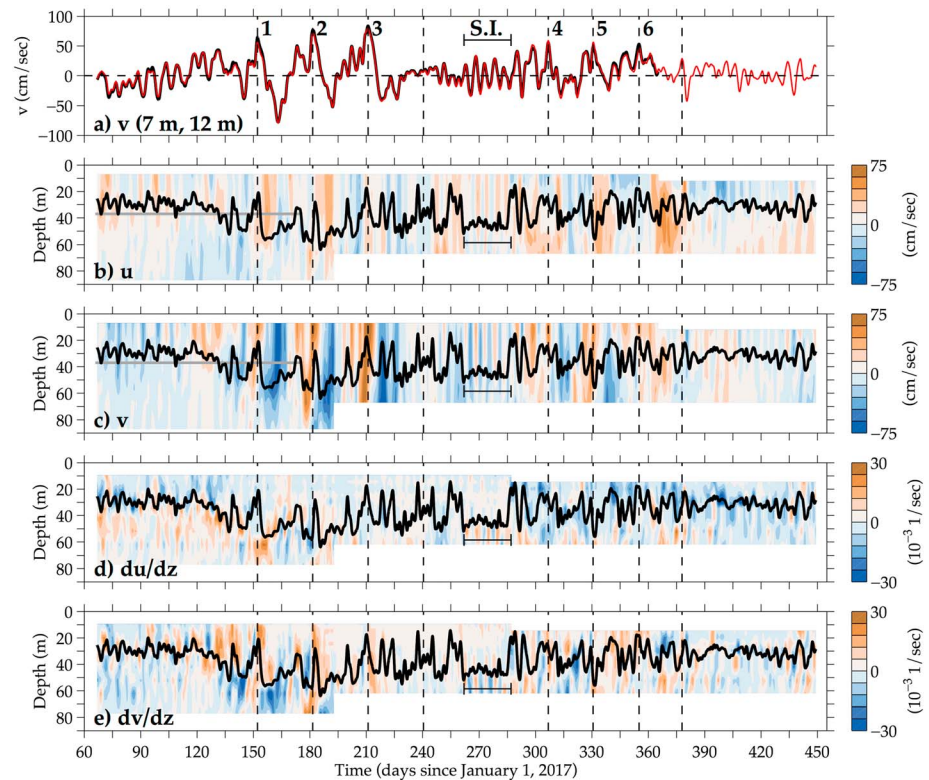 100
50
0
−50
−100
v (cm/sec)
1 2 3 S.I. 4 5 6
a) v (7 m, 12 m)
0
20
40
60
80
Depth (m)
b) u
75
0
−75
(cm/sec)
0
20
40
60
80
Depth (m)
c) v
75
0
−75
(cm/sec)
0
20
40
60
80
Depth (m)
d) du/dz
30
0
−30
(10⁻³ 1/sec)
0
20
40
60
80
Depth (m)
e) dv/dz
30
0
−30
(10⁻³ 1/sec)
60 90 120 150 180 210 240 270 300 330 360 390 420 450
Time (days since January 1, 2017)